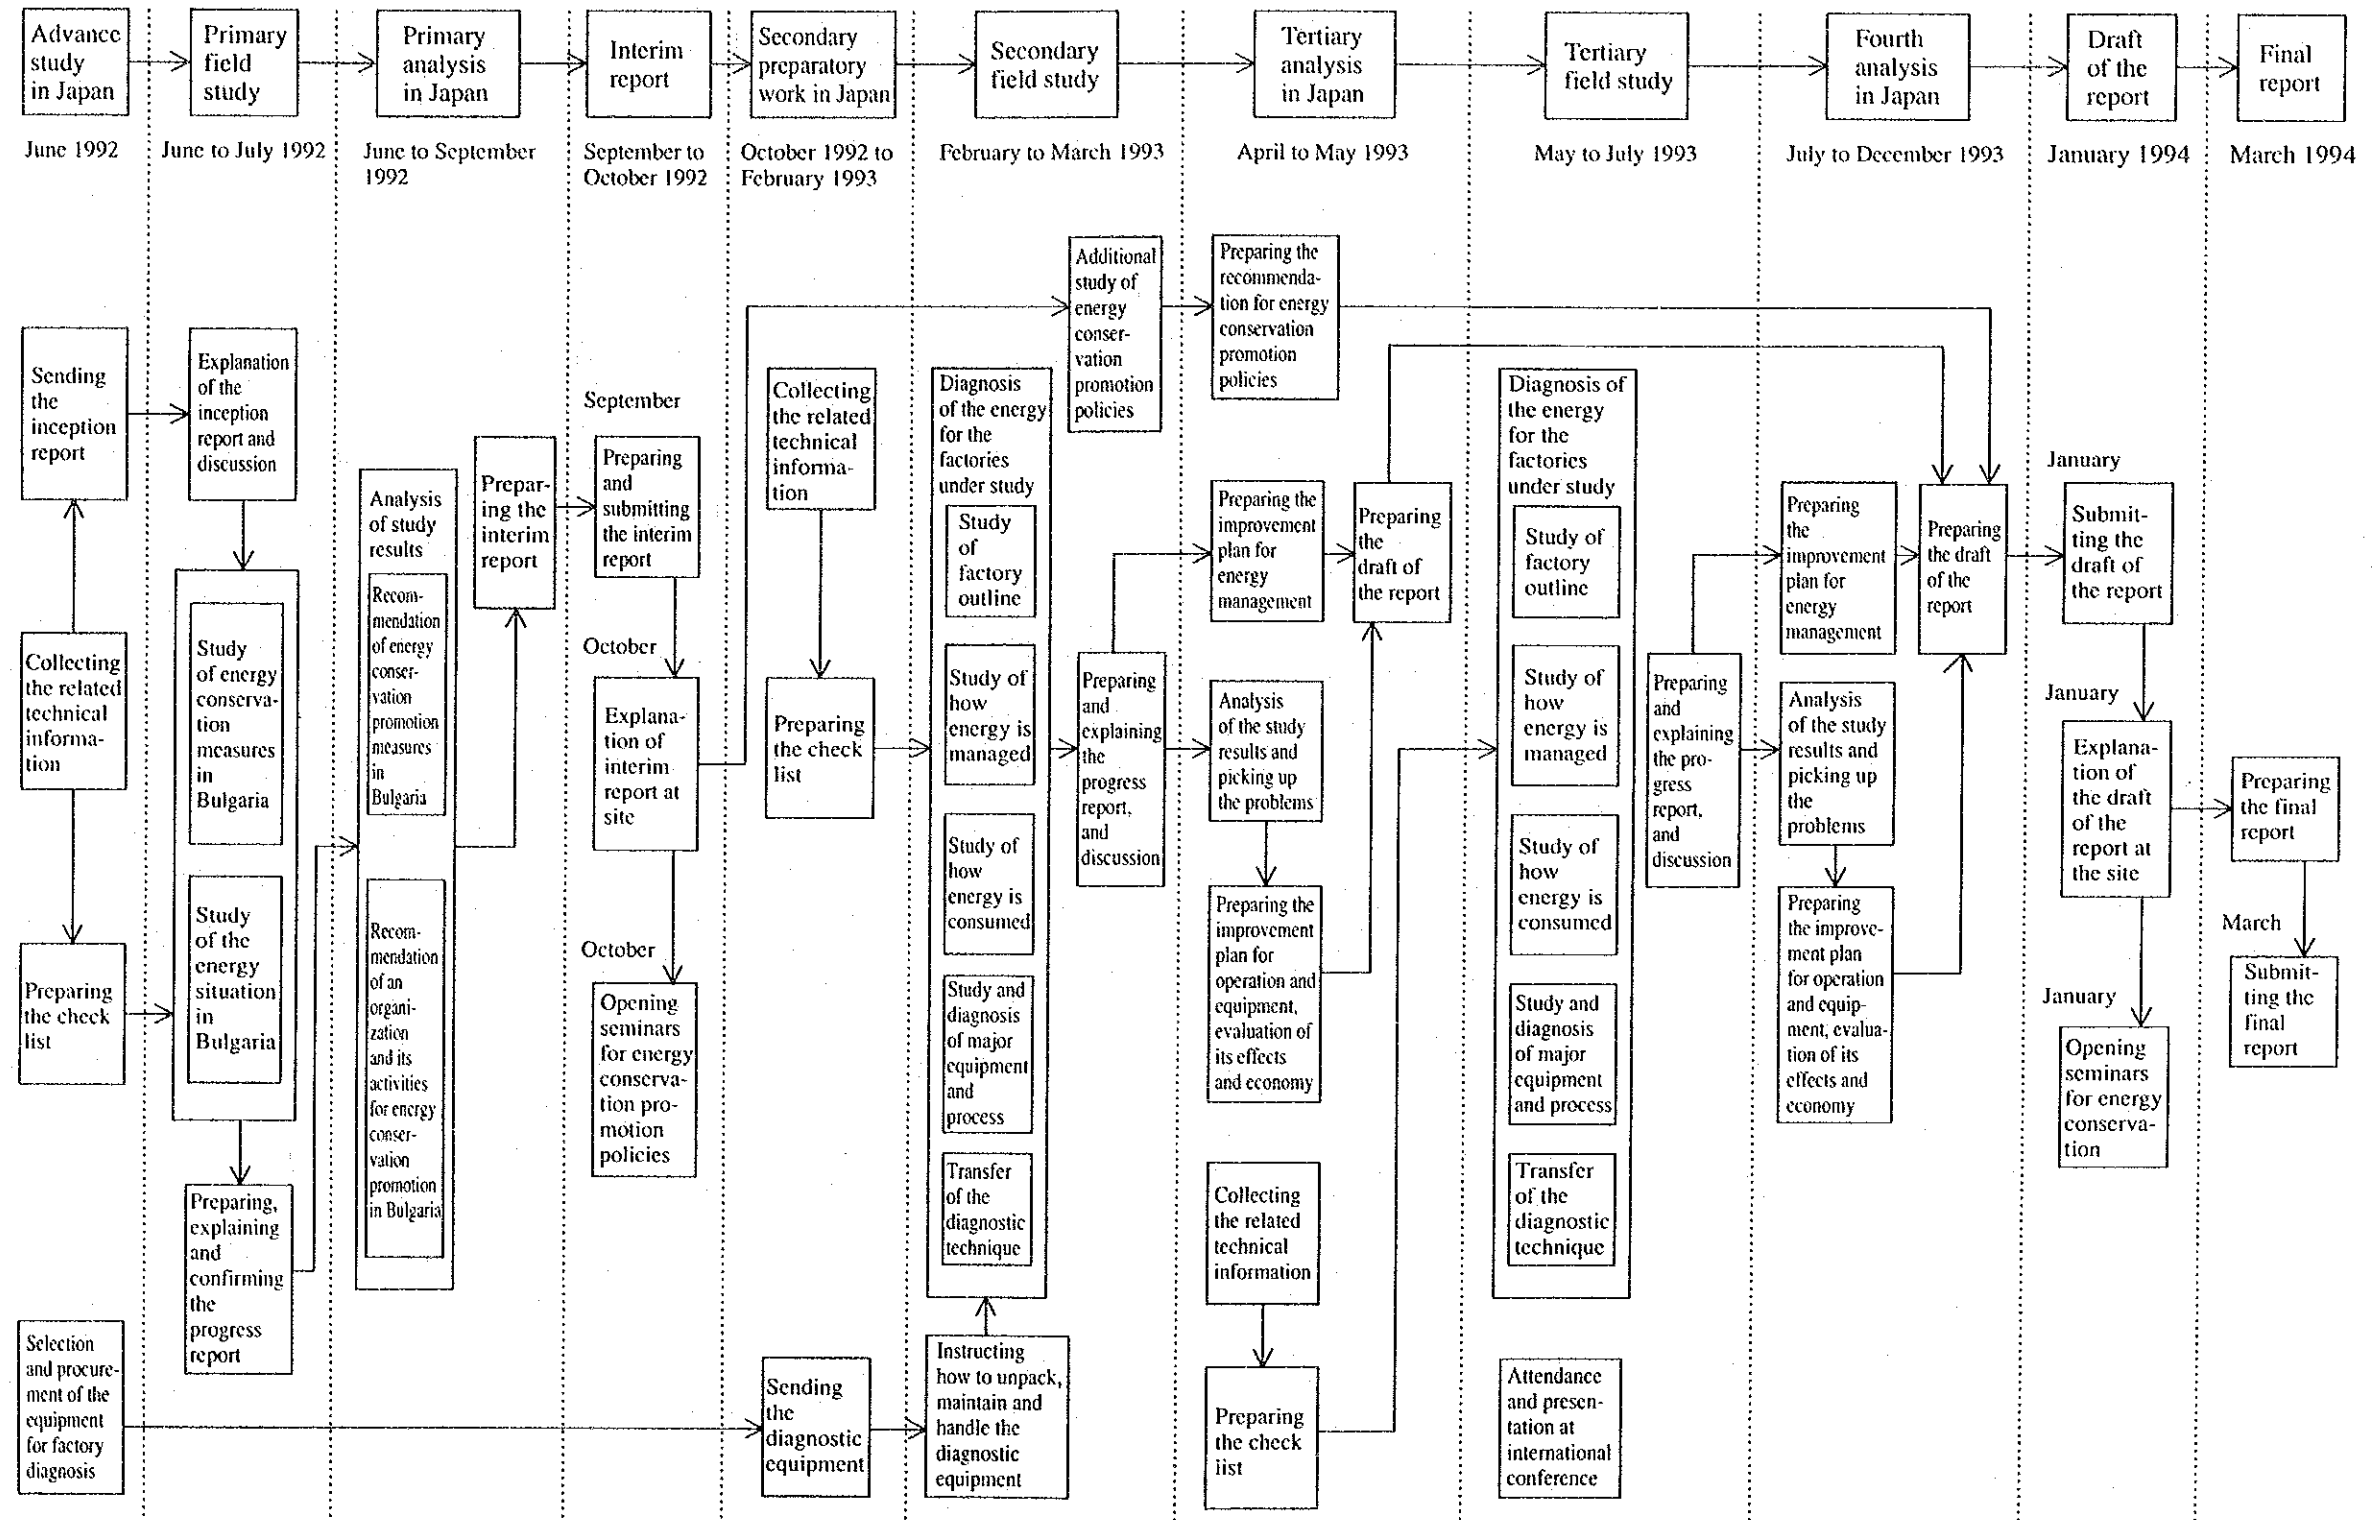 Advance
study
in Japan
Primary
field
study
Primary
analysis
in Japan
Interim
report
Secondary
preparatory
work in Japan
Secondary
field study
Tertiary
analysis
in Japan
Tertiary
field study
Fourth
analysis
in Japan
Draft
of the
report
Final
report
June 1992
June to July 1992
June to September
1992
September to
October 1992
October 1992 to
February 1993
February to March 1993
April to May 1993
May to July 1993
July to December 1993
January 1994
March 1994
Sending
the
inception
report
Collecting
the related
technical
informa-
tion
Preparing
the check
list
Selection
and procure-
ment of the
equipment
for factory
diagnosis
Explanation
of the
inception
report and
discussion
Study
of energy
conserva-
tion
measures
in
Bulgaria
Study
of the
energy
situation
in
Bulgaria
Preparing,
explaining
and
confirming
the
progress
report
Analysis
of study
results
Recom-
mendation
of energy
conser-
vation
promotion
measures
in
Bulgaria
Recom-
mendation
of an
organi-
zation
and its
activities
for energy
conser-
vation
promotion
in Bulgaria
Prepar-
ing the
interim
report
September
Preparing
and
submitting
the interim
report
October
Explana-
tion of
interim
report at
site
October
Opening
seminars
for energy
conserva-
tion pro-
motion
policies
Collecting
the related
technical
informa-
tion
Preparing
the check
list
Sending
the
diagnostic
equipment
Diagnosis
of the energy
for the
factories
under study
Study
of
factory
outline
Study of
how
energy is
managed
Study of
how
energy is
consumed
Study and
diagnosis
of major
equipment
and
process
Transfer
of the
diagnostic
technique
Instructing
how to unpack,
maintain and
handle the
diagnostic
equipment
Additional
study of
energy
conser-
vation
promotion
policies
Preparing
and
explaining
the
progress
report,
and
discussion
Preparing the
recommenda-
tion for energy
conservation
promotion
policies
Preparing the
improvement
plan for
energy
management
Preparing
the
draft of
the report
Analysis
of the study
results and
picking up
the problems
Preparing the
improvement
plan for
operation and
equipment,
evaluation of
its effects
and economy
Collecting
the related
technical
information
Preparing
the check
list
Diagnosis of
the energy
for the
factories
under study
Study of
factory
outline
Study of
how
energy is
managed
Study of
how
energy is
consumed
Study and
diagnosis
of major
equipment
and process
Transfer
of the
diagnostic
technique
Attendance
and presen-
tation at
international
conference
Preparing
and
explaining
the pro-
gress
report,
and
discussion
Preparing
the
improvement
plan for
energy
management
Analysis
of the study
results and
picking up
the
problems
Preparing
the improve-
ment plan
for operation
and equip-
ment, evalua-
tion of its
effects and
economy
Preparing
the draft
of the
report
January
Submit-
ting the
draft of
the report
January
Explana-
tion of
the draft
of the
report at
the site
January
Opening
seminars
for energy
conserva-
tion
Preparing
the final
report
March
Submit-
ting the
final
report